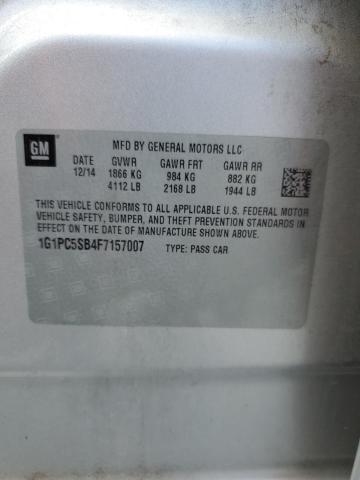 GM
MFD BY GENERAL MOTORS LLC
DATE GVWR GAWR FRT GAWR RR
12/14 1866 KG 984 KG 882 KG
4112 LB 2168 LB 1944 LB
THIS VEHICLE CONFORMS TO ALL APPLICABLE U.S. FEDERAL MOTOR
VEHICLE SAFETY, BUMPER, AND THEFT PREVENTION STANDARDS IN
EFFECT ON THE DATE OF MANUFACTURE SHOWN ABOVE.
1G1PC5SB4F7157007 TYPE: PASS CAR